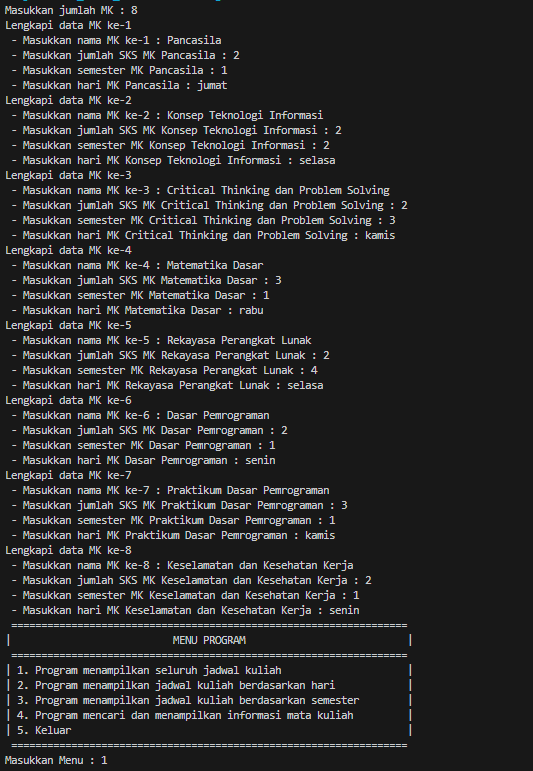 Masukkan jumlah MK : 8
Lengkapi data MK ke-1
 - Masukkan nama MK ke-1 : Pancasila
 - Masukkan jumlah SKS MK Pancasila : 2
 - Masukkan semester MK Pancasila : 1
 - Masukkan hari MK Pancasila : jumat
Lengkapi data MK ke-2
 - Masukkan nama MK ke-2 : Konsep Teknologi Informasi
 - Masukkan jumlah SKS MK Konsep Teknologi Informasi : 2
 - Masukkan semester MK Konsep Teknologi Informasi : 2
 - Masukkan hari MK Konsep Teknologi Informasi : selasa
Lengkapi data MK ke-3
 - Masukkan nama MK ke-3 : Critical Thinking dan Problem Solving
 - Masukkan jumlah SKS MK Critical Thinking dan Problem Solving : 2
 - Masukkan semester MK Critical Thinking dan Problem Solving : 3
 - Masukkan hari MK Critical Thinking dan Problem Solving : kamis
Lengkapi data MK ke-4
 - Masukkan nama MK ke-4 : Matematika Dasar
 - Masukkan jumlah SKS MK Matematika Dasar : 3
 - Masukkan semester MK Matematika Dasar : 1
 - Masukkan hari MK Matematika Dasar : rabu
Lengkapi data MK ke-5
 - Masukkan nama MK ke-5 : Rekayasa Perangkat Lunak
 - Masukkan jumlah SKS MK Rekayasa Perangkat Lunak : 2
 - Masukkan semester MK Rekayasa Perangkat Lunak : 4
 - Masukkan hari MK Rekayasa Perangkat Lunak : selasa
Lengkapi data MK ke-6
 - Masukkan nama MK ke-6 : Dasar Pemrograman
 - Masukkan jumlah SKS MK Dasar Pemrograman : 2
 - Masukkan semester MK Dasar Pemrograman : 1
 - Masukkan hari MK Dasar Pemrograman : senin
Lengkapi data MK ke-7
 - Masukkan nama MK ke-7 : Praktikum Dasar Pemrograman
 - Masukkan jumlah SKS MK Praktikum Dasar Pemrograman : 3
 - Masukkan semester MK Praktikum Dasar Pemrograman : 1
 - Masukkan hari MK Praktikum Dasar Pemrograman : kamis
Lengkapi data MK ke-8
 - Masukkan nama MK ke-8 : Keselamatan dan Kesehatan Kerja
 - Masukkan jumlah SKS MK Keselamatan dan Kesehatan Kerja : 2
 - Masukkan semester MK Keselamatan dan Kesehatan Kerja : 1
 - Masukkan hari MK Keselamatan dan Kesehatan Kerja : senin
 ==================================================================
|                           MENU PROGRAM                           |
 ==================================================================
| 1. Program menampilkan seluruh jadwal kuliah                     |
| 2. Program menampilkan jadwal kuliah berdasarkan hari            |
| 3. Program menampilkan jadwal kuliah berdasarkan semester        |
| 4. Program mencari dan menampilkan informasi mata kuliah         |
| 5. Keluar                                                        |
 ==================================================================
Masukkan Menu : 1